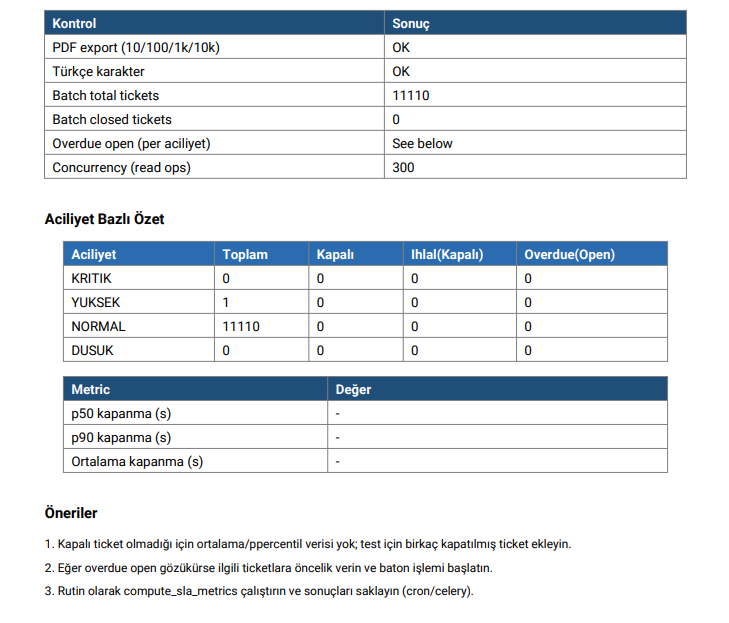 Kontrol Sonuç
PDF export (10/100/1k/10k) OK
Türkçe karakter OK
Batch total tickets 11110
Batch closed tickets 0
Overdue open (per aciliyet) See below
Concurrency (read ops) 300
Aciliyet Bazlı Özet
Aciliyet Toplam Kapalı Ihlal(Kapalı) Overdue(Open)
KRITIK 0 0 0 0
YUKSEK 1 0 0 0
NORMAL 11110 0 0 0
DUSUK 0 0 0 0
Metric Değer
p50 kapanma (s) -
p90 kapanma (s) -
Ortalama kapanma (s) -
Öneriler
1. Kapalı ticket olmadığı için ortalama/ppercentil verisi yok; test için birkaç kapatılmış ticket ekleyin.
2. Eğer overdue open gözükürse ilgili ticketlara öncelik verin ve baton işlemi başlatın.
3. Rutin olarak compute_sla_metrics çalıştırın ve sonuçları saklayın (cron/celery).